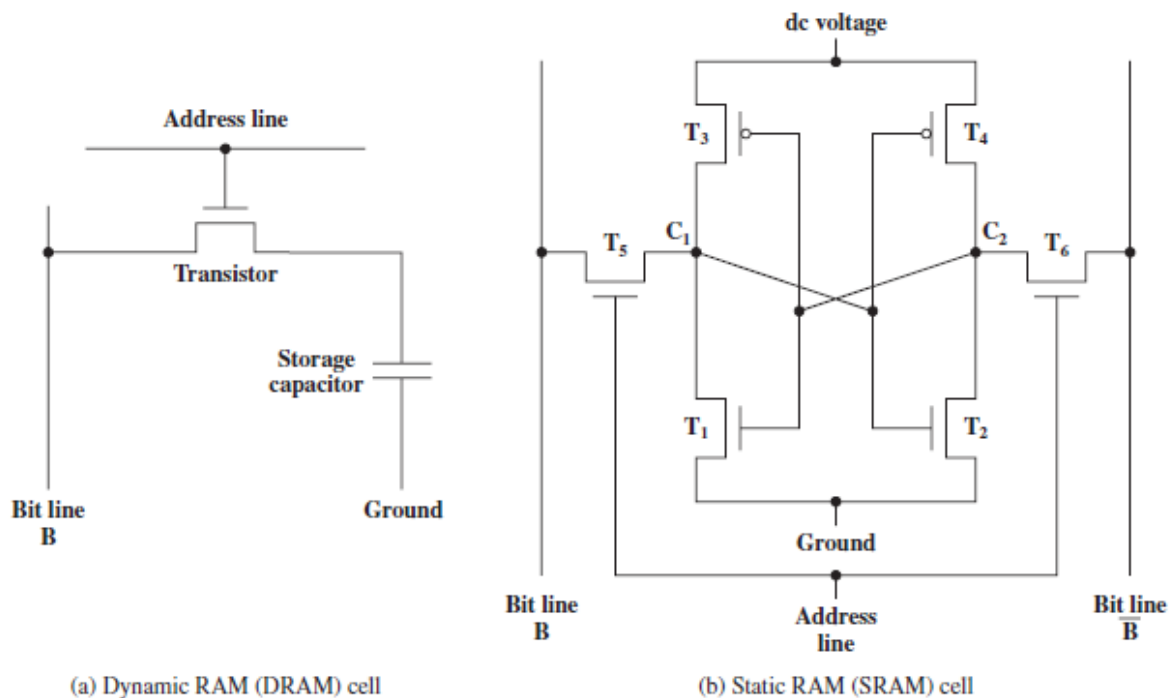 Address line
Transistor
Storage
capacitor
Bit line
B
Ground
(a) Dynamic RAM (DRAM) cell
dc voltage
T₃
T₄
T₅
C₁
C₂
T₆
T₁
T₂
Ground
Bit line
B
Address
line
Bit line
B̅
(b) Static RAM (SRAM) cell